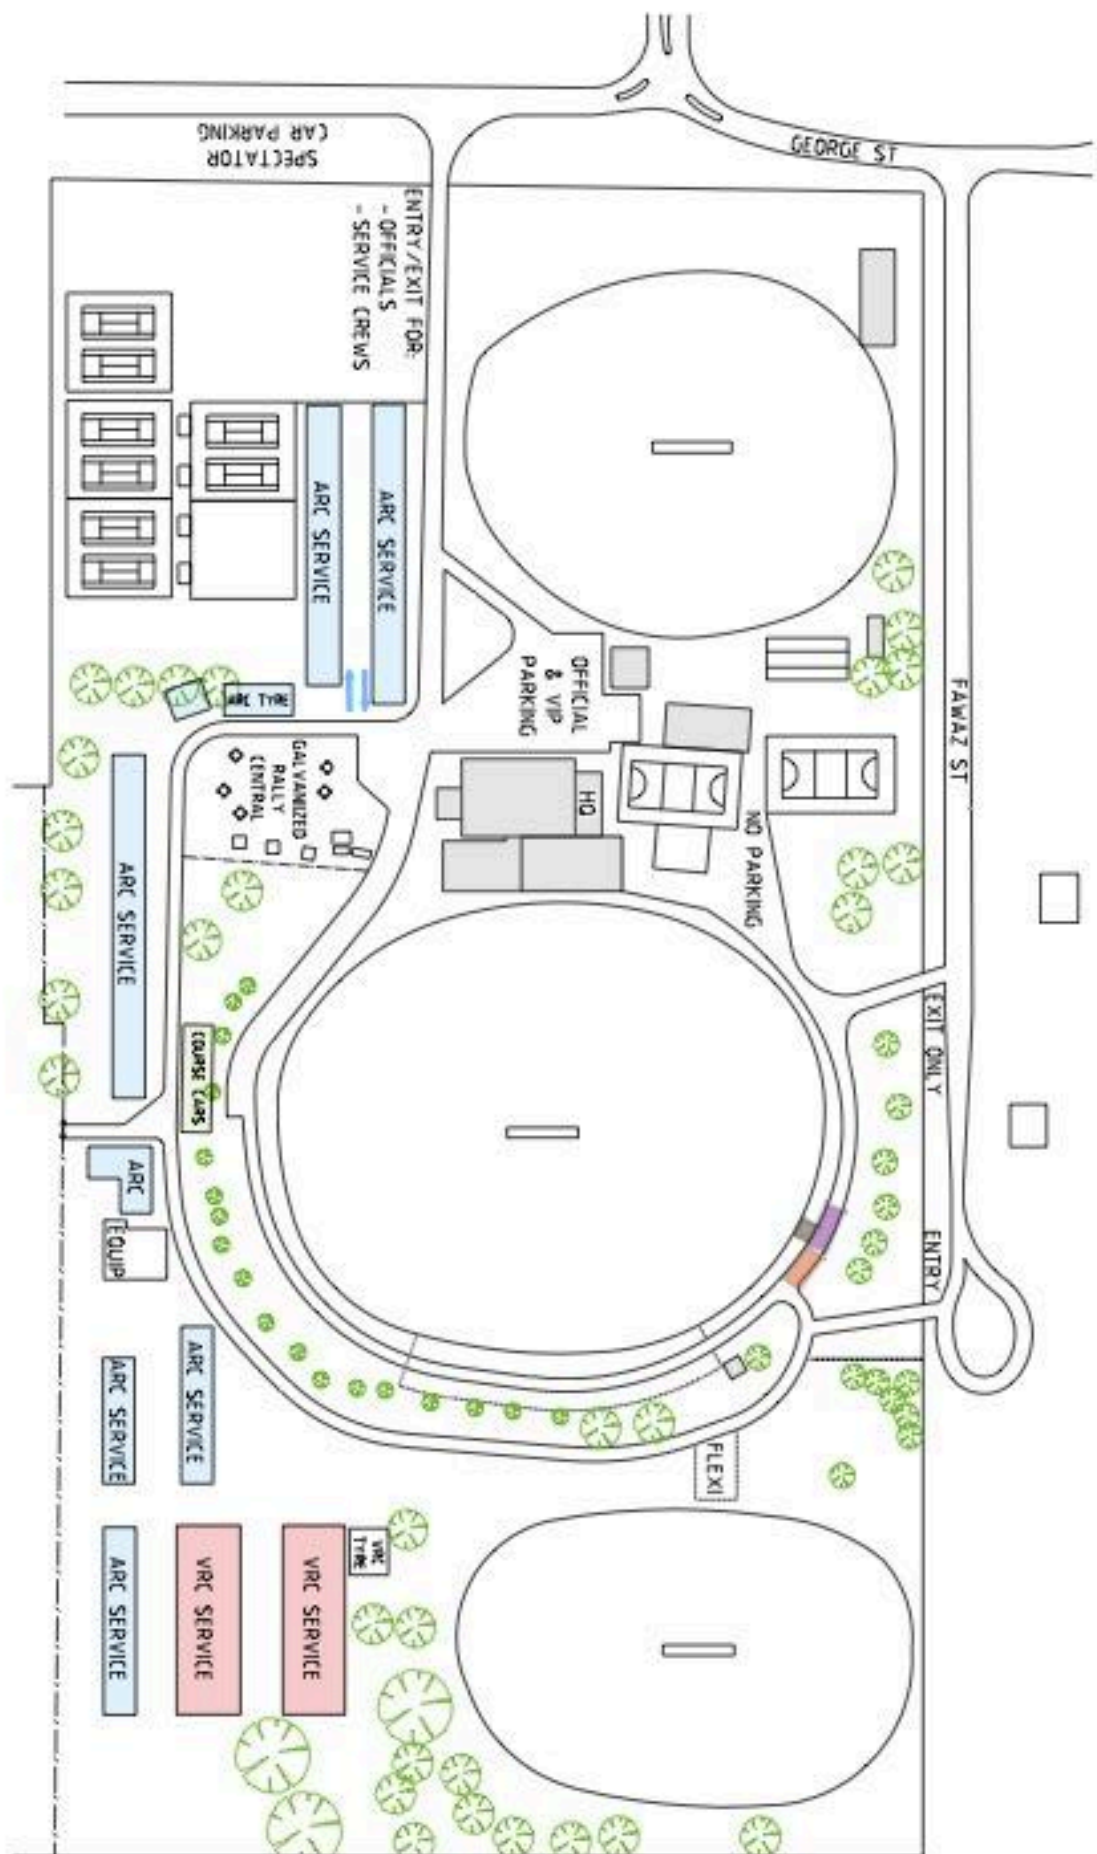 SPECTATOR
CAR PARKING
GEORGE ST
ENTRY/EXIT FOR:
- OFFICIALS
- SERVICE CREWS
ARC SERVICE
ARC SERVICE
OFFICIAL
& VIP
PARKING
FAWAZ ST
ARC TYRE
GALVANIZED
RALLY
CENTRAL
HQ
NO PARKING
ARC SERVICE
EXIT ONLY
COURSE CARS
ARC
EQUIP
ENTRY
ARC SERVICE
ARC SERVICE
FLEXI
ARC SERVICE
VRC SERVICE
VRC SERVICE
VRC
TYRE